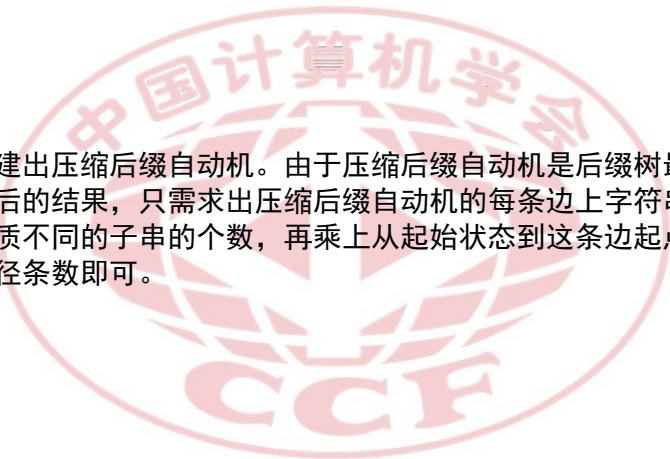 中国计算机学会
建出压缩后缀自动机。由于压缩后缀自动机是后缀树
后的结果，只需求出压缩后缀自动机的每条边上字符
质不同的子串的个数，再乘上从起始状态到这条边起
径条数即可。
CCF